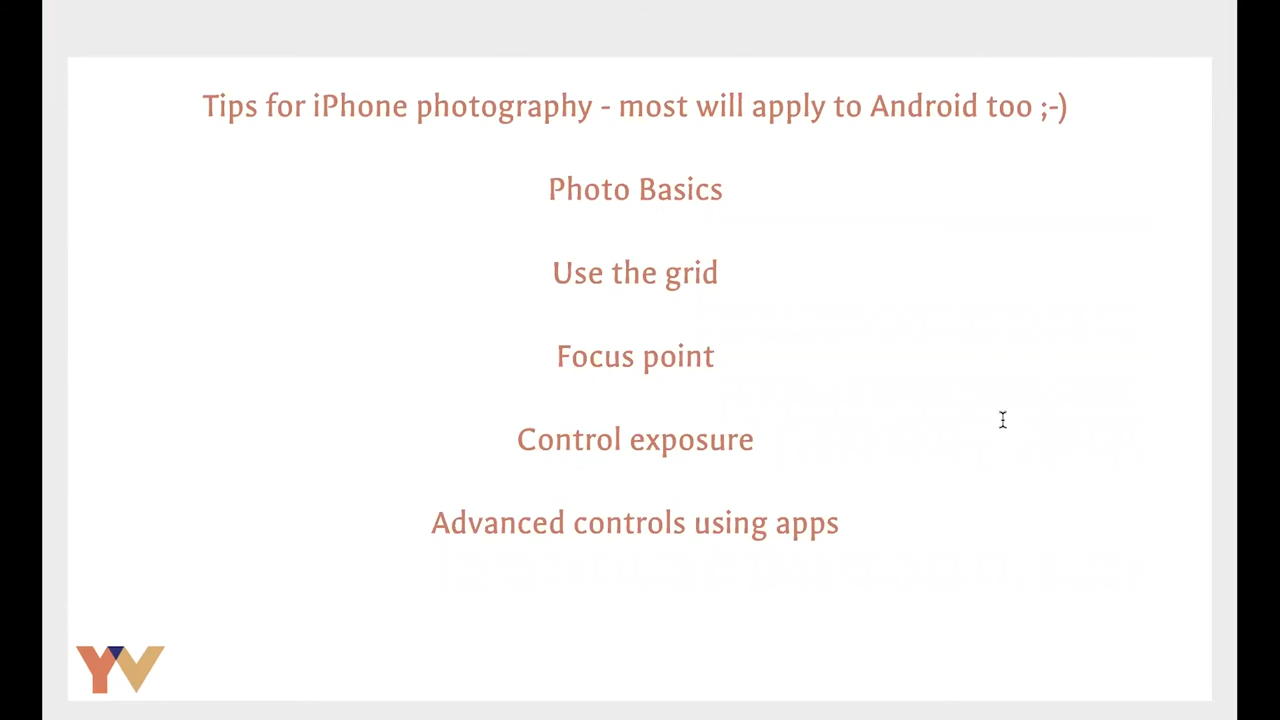 Tips for iPhone photography - most will apply to Android too ;-)
Photo Basics
Use the grid
Focus point
Control exposure
Advanced controls using apps
YV